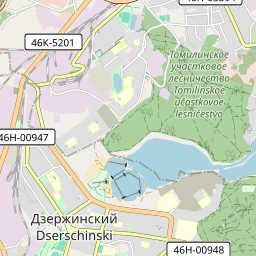 46K-5201
Томилинское
участковое
лесничество
Tomilinskoe
učastkovoe
lesničestvo
46H-00947
Дзержинский
Dserschinski
46H-00948